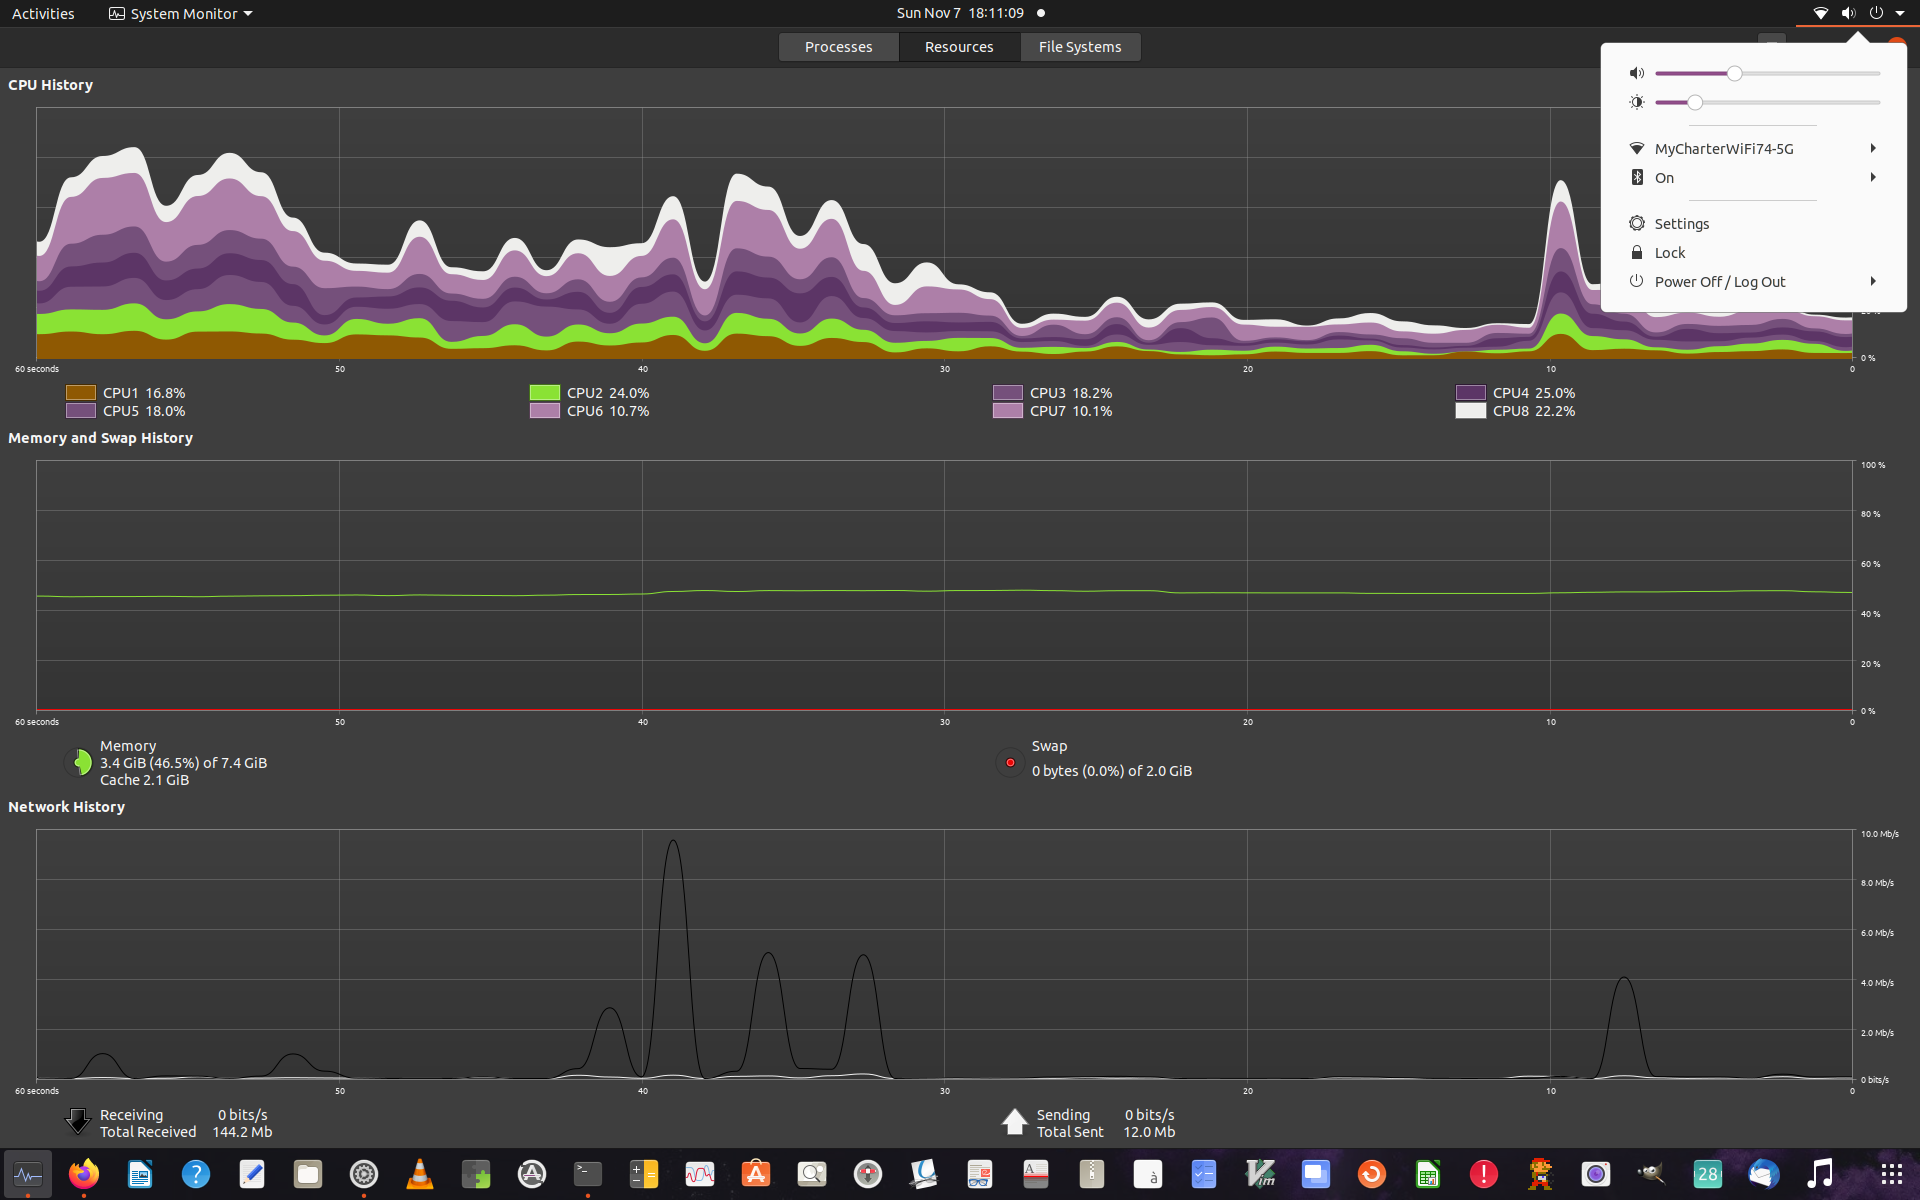 Activities
System Monitor
Sun Nov 7 18:11:09
Processes
Resources
File Systems
MyCharterWiFi74-5G
On
Settings
Lock
Power Off / Log Out
CPU History
0 %
60 seconds 50 40 30 20 10 0
CPU1 16.8% CPU2 24.0% CPU3 18.2% CPU4 25.0%
CPU5 18.0% CPU6 10.7% CPU7 10.1% CPU8 22.2%
Memory and Swap History
100 %
80 %
60 %
40 %
20 %
0 %
60 seconds 50 40 30 20 10 0
Memory
3.4 GiB (46.5%) of 7.4 GiB
Cache 2.1 GiB
Swap
0 bytes (0.0%) of 2.0 GiB
Network History
10.0 Mb/s
8.0 Mb/s
6.0 Mb/s
4.0 Mb/s
2.0 Mb/s
0 bits/s
60 seconds 50 40 30 20 10 0
Receiving 0 bits/s
Total Received 144.2 Mb
Sending 0 bits/s
Total Sent 12.0 Mb
28